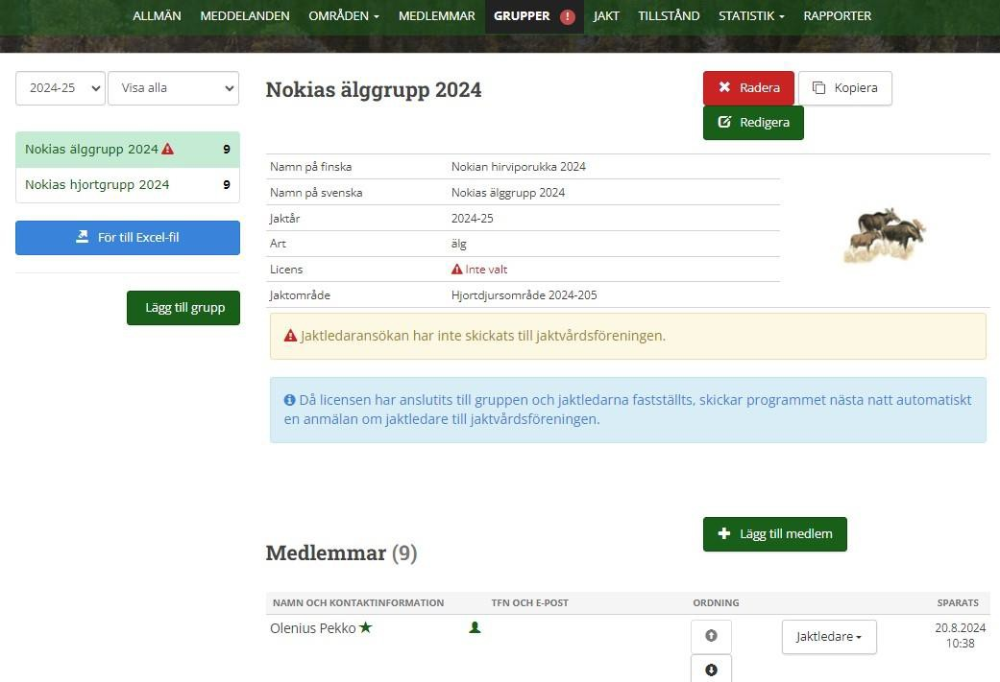 ALLMÄN MEDDELANDEN OMRÅDEN MEDLEMMAR GRUPPER ! JAKT TILLSTÅND STATISTIK RAPPORTER
2024-25 Visa alla
Nokias älggrupp 2024 9
Nokias hjortgrupp 2024 9
För till Excel-fil
Lägg till grupp
Nokias älggrupp 2024
Radera Kopiera
Redigera
Namn på finska Nokian hirviporukka 2024
Namn på svenska Nokias älggrupp 2024
Jaktår 2024-25
Art älg
Licens Inte valt
Jaktområde Hjortdjursområde 2024-205
Jaktledaransökan har inte skickats till jaktvårdsföreningen.
Då licensen har anslutits till gruppen och jaktledarna fastställts, skickar programmet nästa natt automatiskt
en anmälan om jaktledare till jaktvårdsföreningen.
Lägg till medlem
Medlemmar (9)
NAMN OCH KONTAKTINFORMATION TFN OCH E-POST ORDNING SPARATS
Olenius Pekko Jaktledare 20.8.2024
10:38